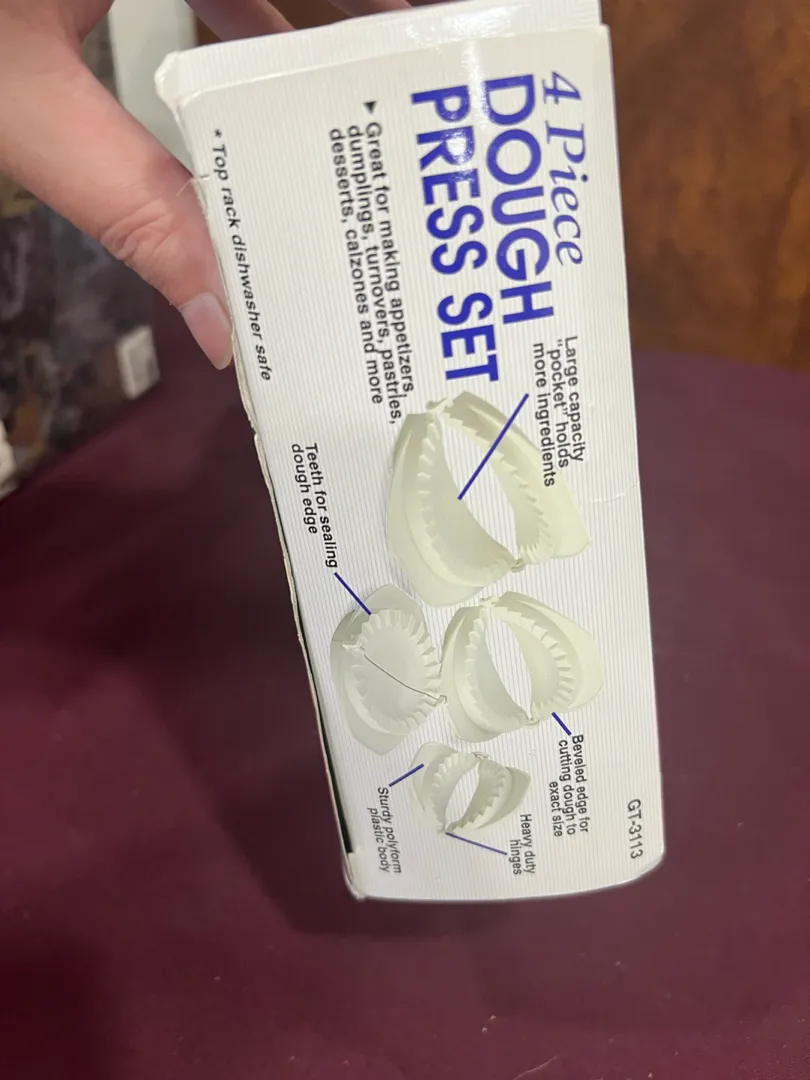 4 Piece
DOUGH
PRESS SET
► Great for making appetizers,
dumplings, turnovers, pastries,
desserts, calzones and more
* Top rack dishwasher safe
Large capacity
"pocket" holds
more ingredients
Teeth for sealing
dough edge
Beveled edge for
cutting dough to
exact size
Heavy duty
hinges
Sturdy polyform
plastic body
GT-3113